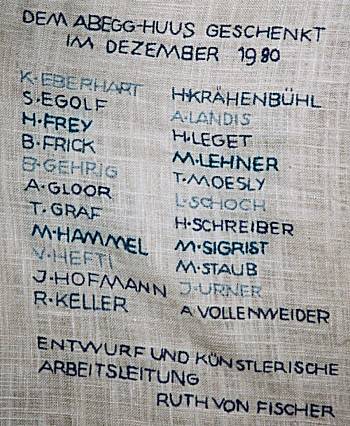 DEM ABEGG-HUUS GESCHENKT
IM DEZEMBER 1980
K·EBERHART
S·EGOLF
H·FREY
B·FRICK
B·GEHRIG
A·GLOOR
T·GRAF
M·HAMMEL
V·HEFTI
J·HOFMANN
R·KELLER
H·KRÄHENBÜHL
A·LANDIS
H·LEGET
M·LEHNER
T·MOESLY
L·SCHOCH
H·SCHREIBER
M·SIGRIST
M·STAUB
J·URNER
A VOLLENWEIDER
ENTWURF UND KÜNSTLERISCHE
ARBEITSLEITUNG
RUTH VON FISCHER